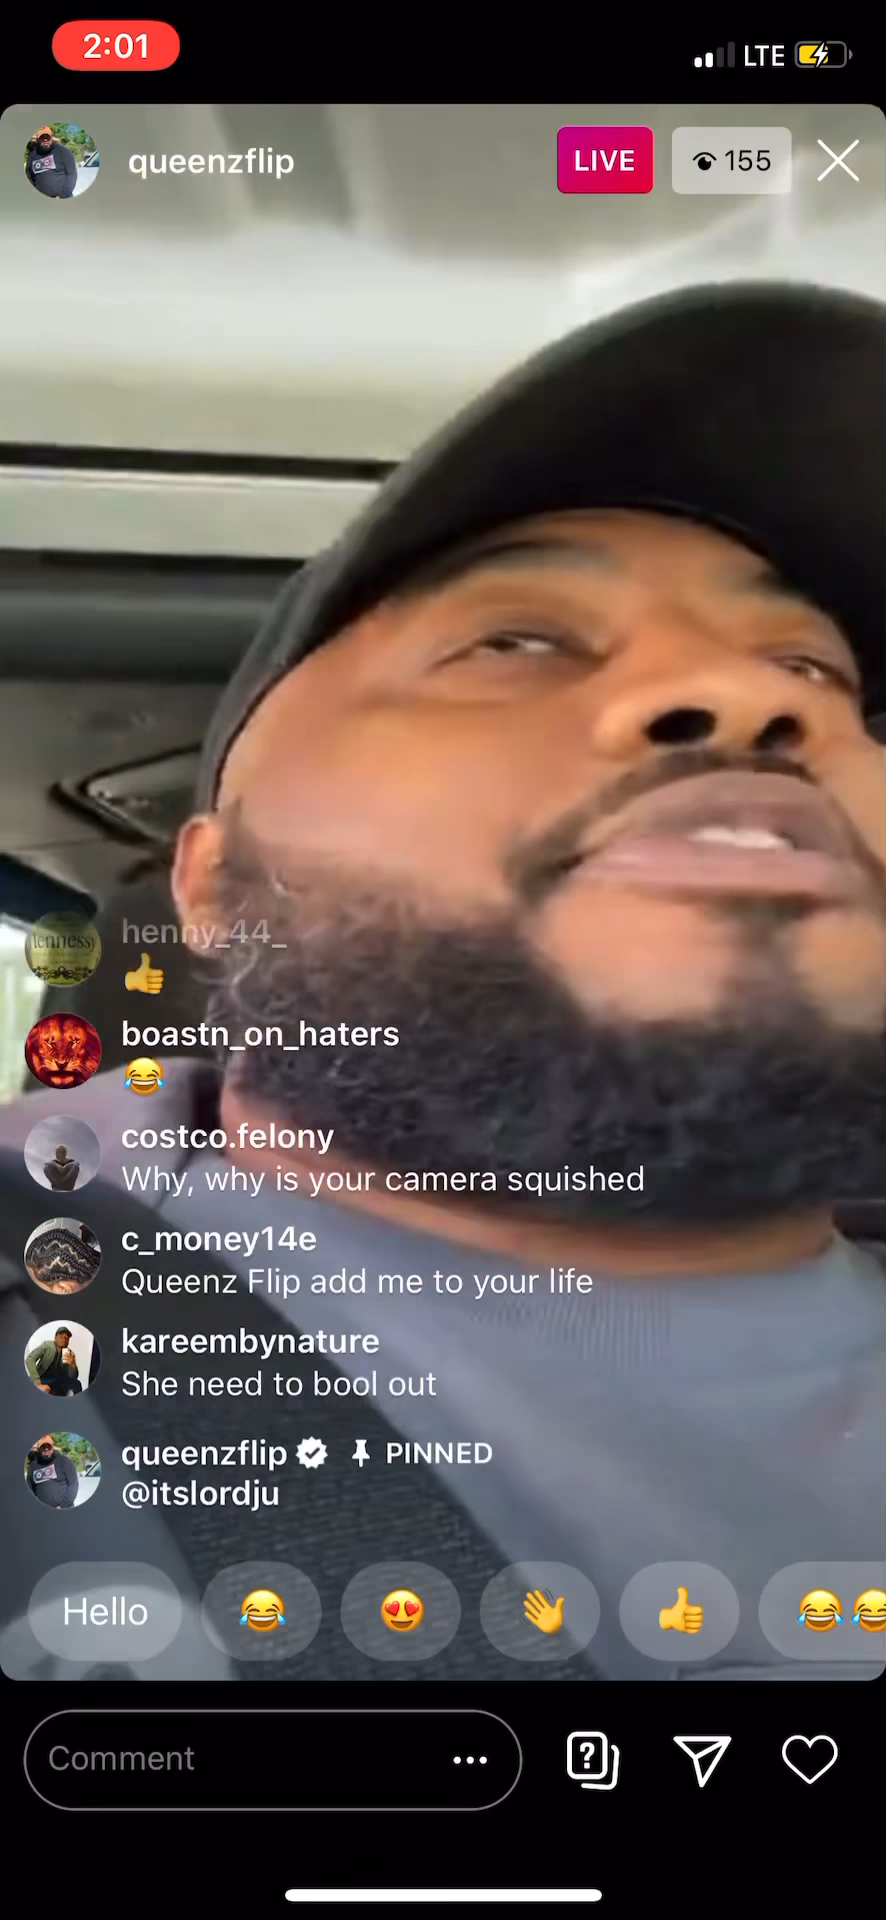 2:01
LTE
queenzflip
LIVE
155
Hennessy
henny_44_
👍
boastn_on_haters
😂
costco.felony
Why, why is your camera squished
c_money14e
Queenz Flip add me to your life
kareembynature
She need to bool out
queenzflip PINNED
@itslordju
Hello 😂 😍 👋 👍 😂😂
Comment
?